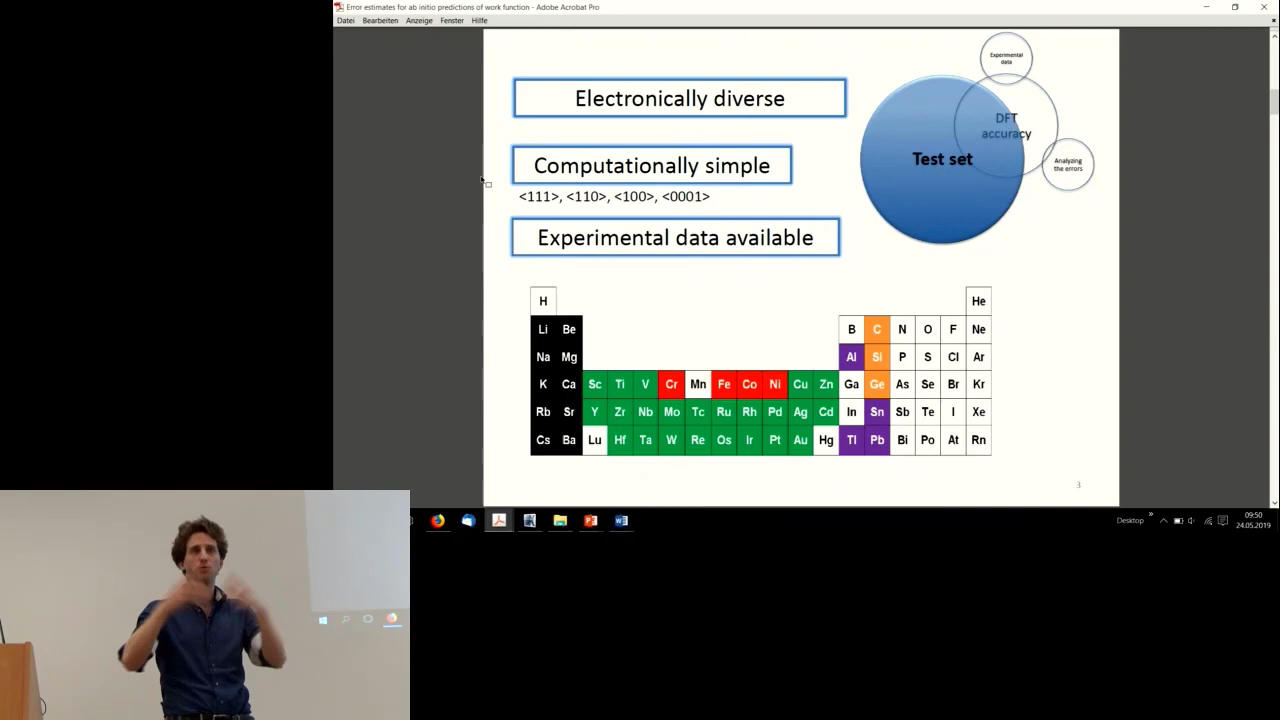 Error estimates for ab initio predictions of work function - Adobe Acrobat Pro
Datei Bearbeiten Anzeige Fenster Hilfe
Electronically diverse
Computationally simple
<111>, <110>, <100>, <0001>
Experimental data available
Experimental
data
DFT
accuracy
Test set
Analyzing
the errors
H He
Li Be B C N O F Ne
Na Mg Al Si P S Cl Ar
K Ca Sc Ti V Cr Mn Fe Co Ni Cu Zn Ga Ge As Se Br Kr
Rb Sr Y Zr Nb Mo Tc Ru Rh Pd Ag Cd In Sn Sb Te I Xe
Cs Ba Lu Hf Ta W Re Os Ir Pt Au Hg Tl Pb Bi Po At Rn
3
Desktop
09:50
24.05.2019